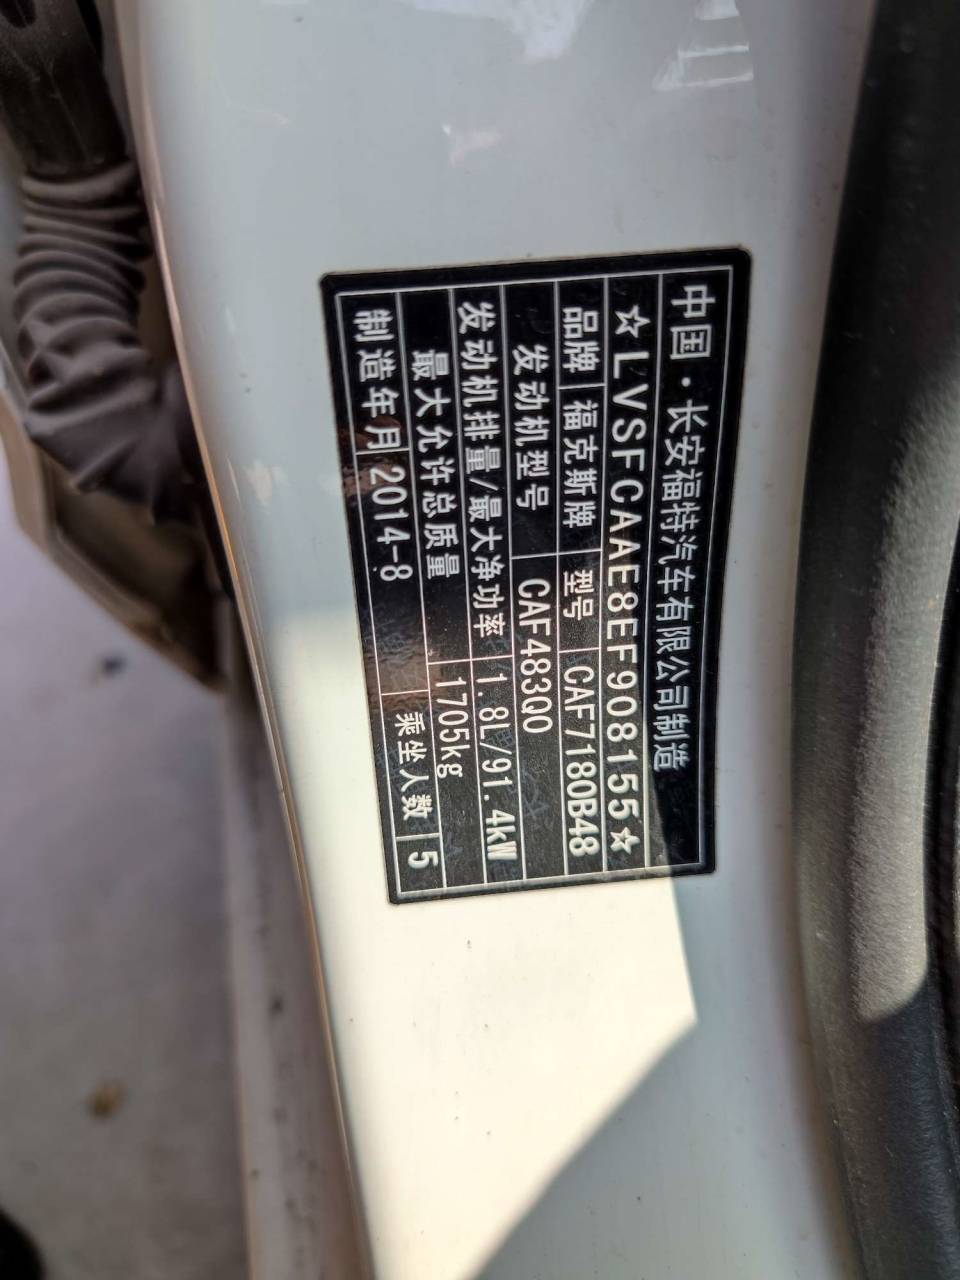 中国·长安福特汽车有限公司制造
☆LVSFCAAE8EF908155☆
品牌 福克斯牌 型号 CAF7180B48
发动机型号 CAF483Q0
发动机排量/最大净功率 1.8L/91.4kW
最大允许总质量 1705kg
制造年月 2014-8 乘坐人数 5